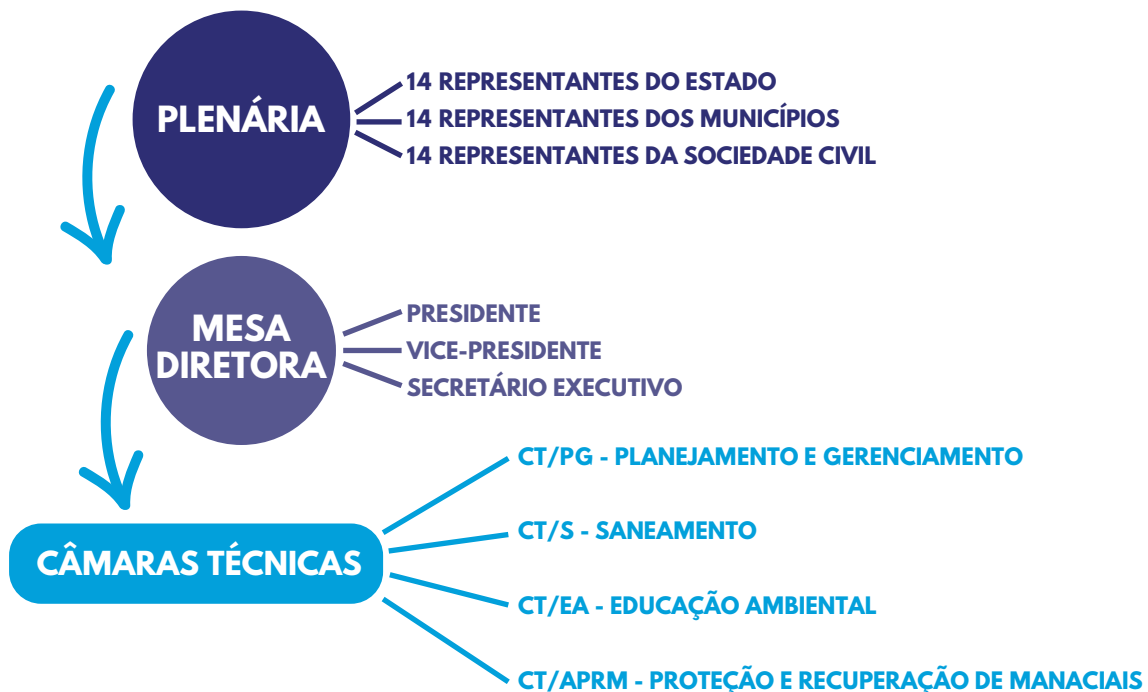 PLENÁRIA
14 REPRESENTANTES DO ESTADO
14 REPRESENTANTES DOS MUNICÍPIOS
14 REPRESENTANTES DA SOCIEDADE CIVIL
MESA
DIRETORA
PRESIDENTE
VICE-PRESIDENTE
SECRETÁRIO EXECUTIVO
CÂMARAS TÉCNICAS
CT/PG - PLANEJAMENTO E GERENCIAMENTO
CT/S - SANEAMENTO
CT/EA - EDUCAÇÃO AMBIENTAL
CT/APRM - PROTEÇÃO E RECUPERAÇÃO DE MANACIAIS